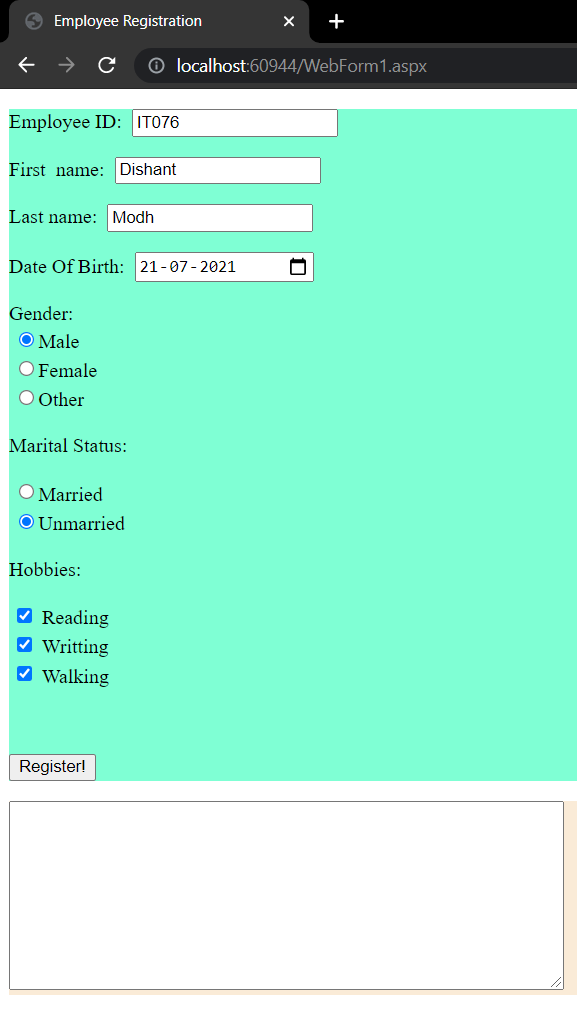 Employee Registration
localhost:60944/WebForm1.aspx
Employee ID: IT076
First name: Dishant
Last name: Modh
Date Of Birth: 21-07-2021
Gender:
Male
Female
Other
Marital Status:
Married
Unmarried
Hobbies:
Reading
Writting
Walking
Register!